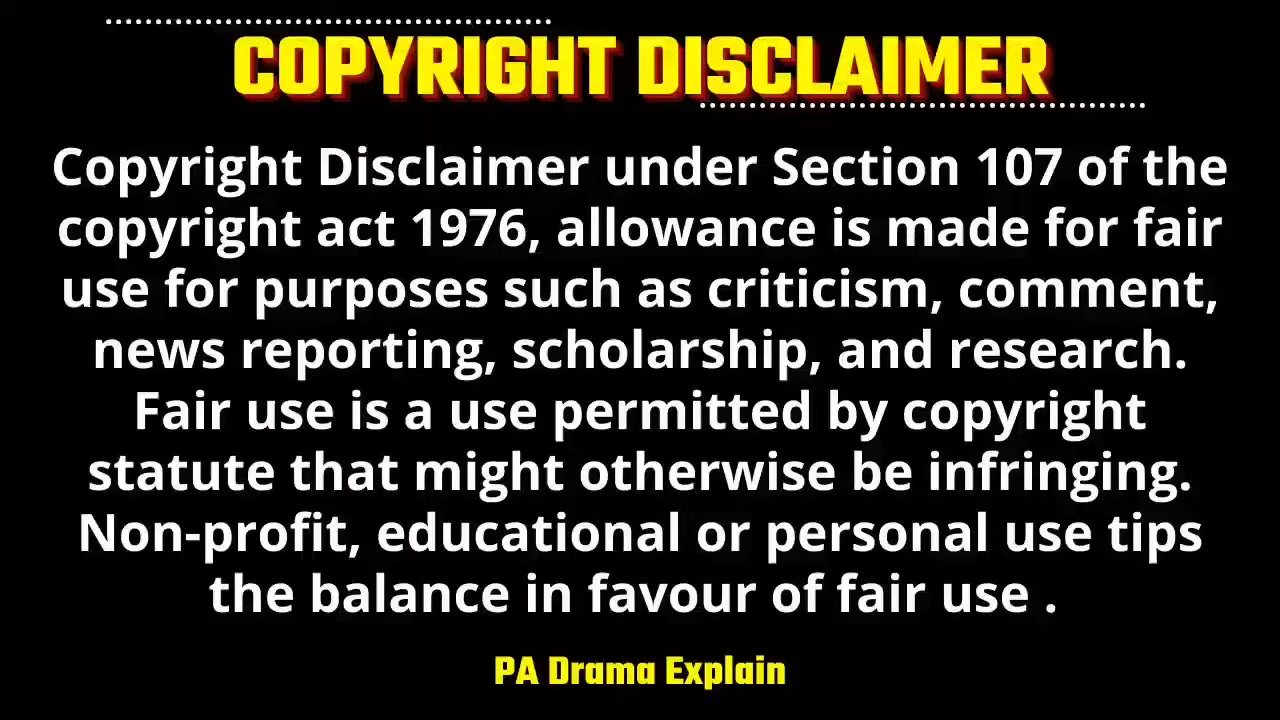 COPYRIGHT DISCLAIMER
Copyright Disclaimer under Section 107 of the
copyright act 1976, allowance is made for fair
use for purposes such as criticism, comment,
news reporting, scholarship, and research.
Fair use is a use permitted by copyright
statute that might otherwise be infringing.
Non-profit, educational or personal use tips
the balance in favour of fair use .
PA Drama Explain